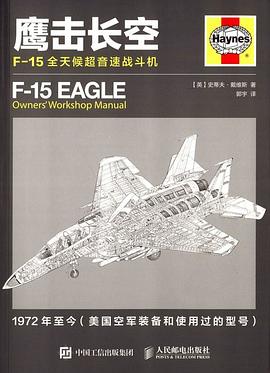 鹰击长空
Haynes
F-15 全天候超音速战斗机
[英] 史蒂夫·戴维斯 著
郭宇 译
F-15 EAGLE
Owners' Workshop Manual
1972 年至今（美国空军装备和使用过的型号）
中国工信出版集团
人民邮电出版社